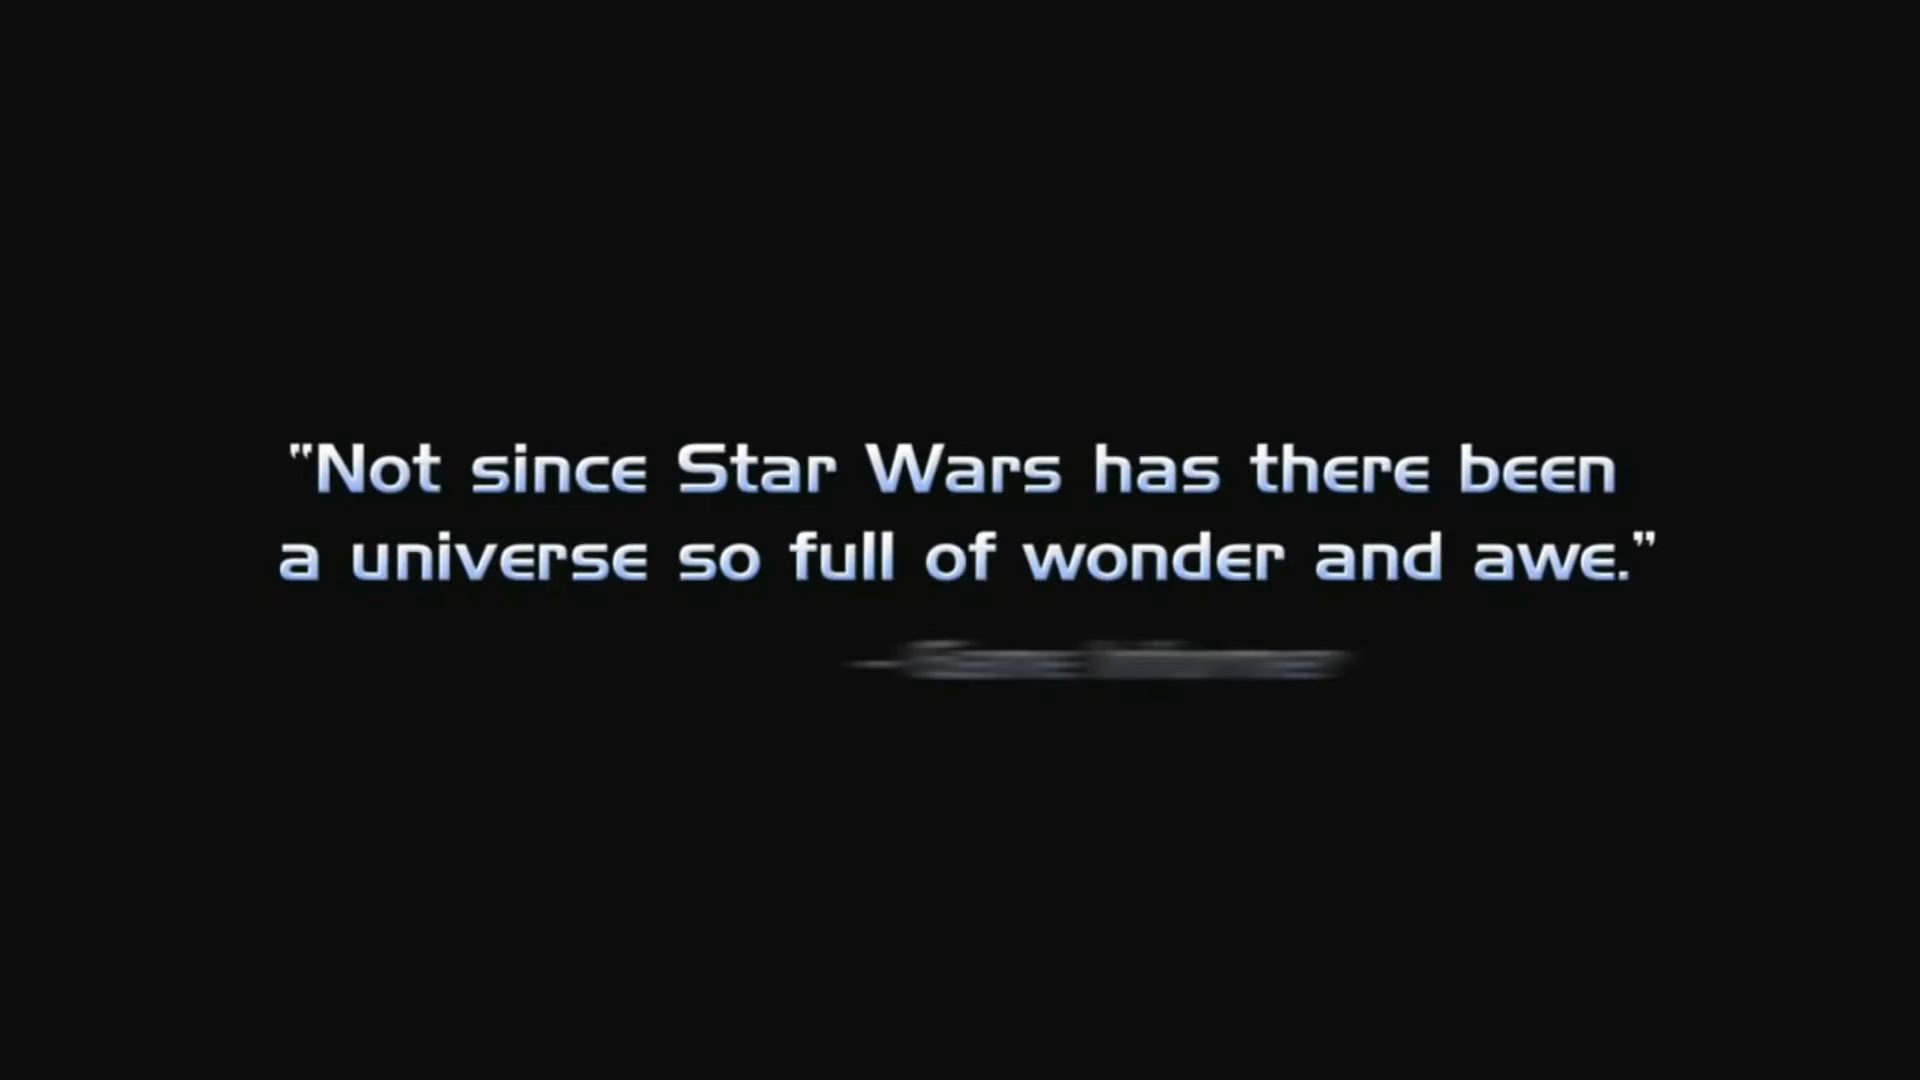 "Not since Star Wars has there been
a universe so full of wonder and awe."